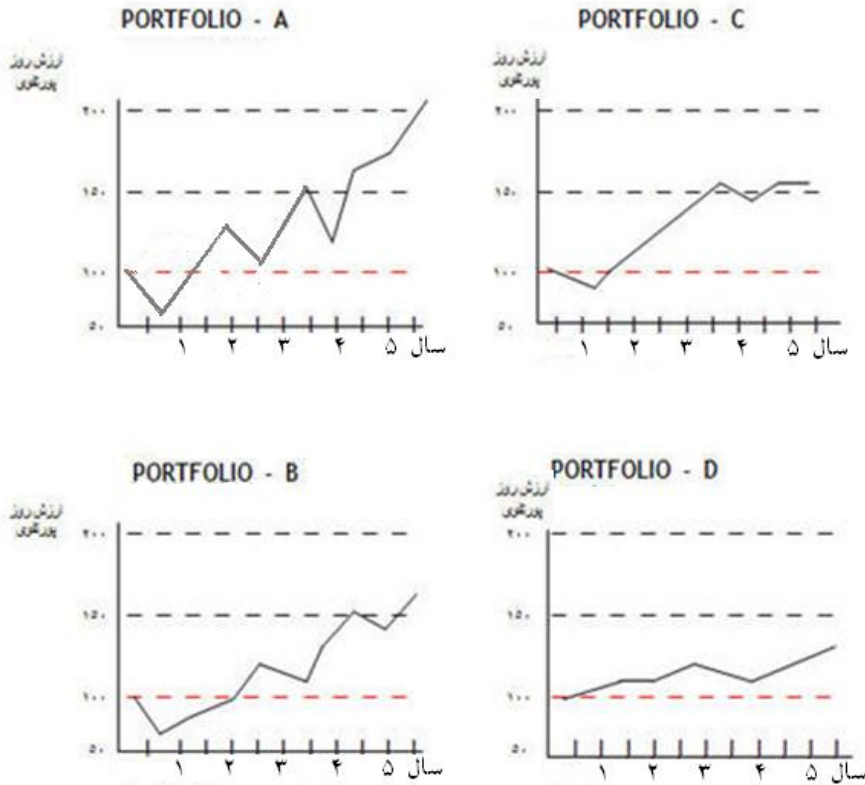 PORTFOLIO - A
ارزش روز
پورتفوی
۲۰۰
۱۵۰
۱۰۰
۵۰
۱ ۲ ۳ ۴ ۵ سال
PORTFOLIO - C
ارزش روز
پورتفوی
۲۰۰
۱۵۰
۱۰۰
۵۰
۱ ۲ ۳ ۴ ۵ سال
PORTFOLIO - B
ارزش روز
پورتفوی
۲۰۰
۱۵۰
۱۰۰
۵۰
۱ ۲ ۳ ۴ ۵ سال
PORTFOLIO - D
ارزش روز
پورتفوی
۲۰۰
۱۵۰
۱۰۰
۵۰
۱ ۲ ۳ ۴ ۵ سال